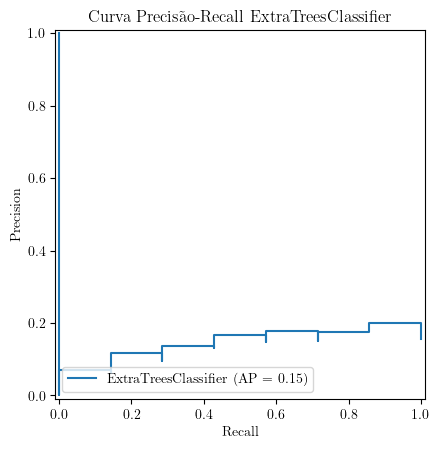 Curva Precisão-Recall ExtraTreesClassifier
1.0
0.8
0.6
0.4
0.2
0.0
Precision
ExtraTreesClassifier (AP = 0.15)
0.0 0.2 0.4 0.6 0.8 1.0
Recall